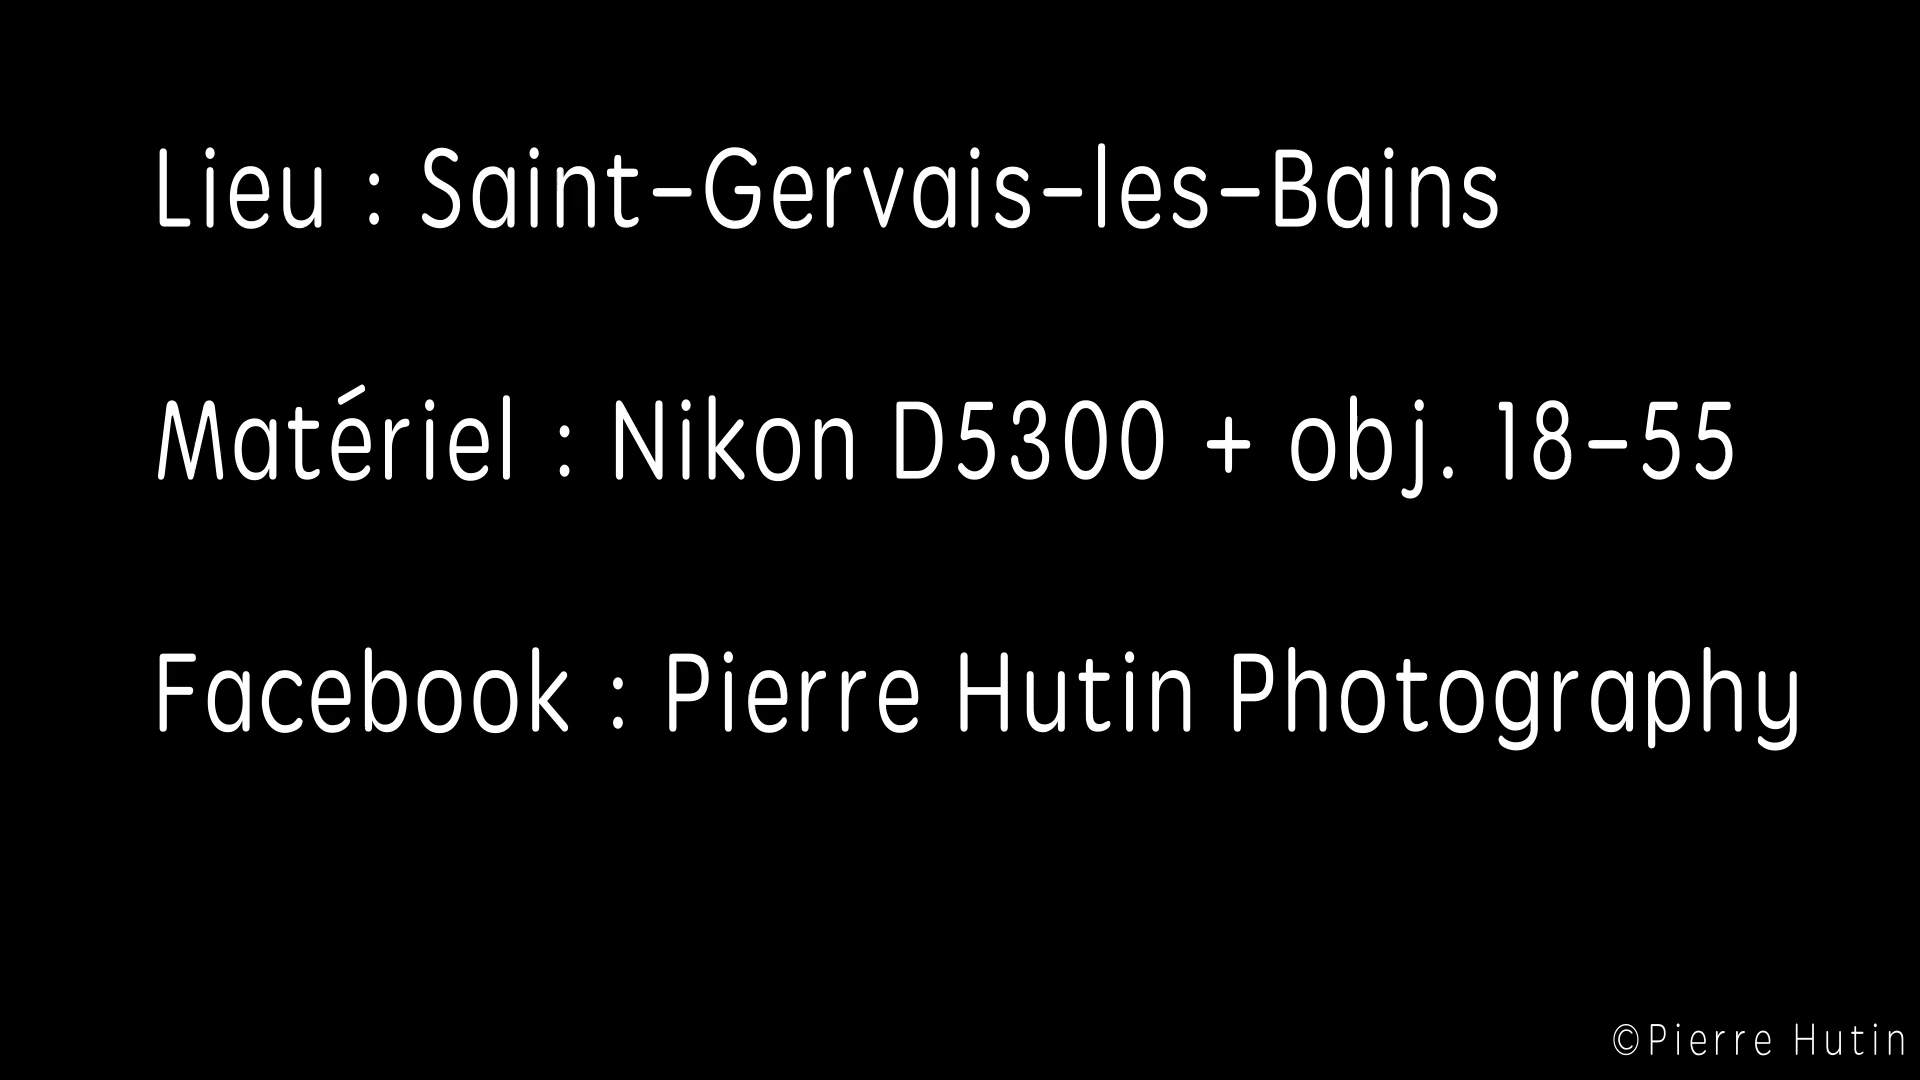 Lieu : Saint-Gervais-les-Bains
Matériel : Nikon D5300 + obj. 18-55
Facebook : Pierre Hutin Photography
©Pierre Hutin